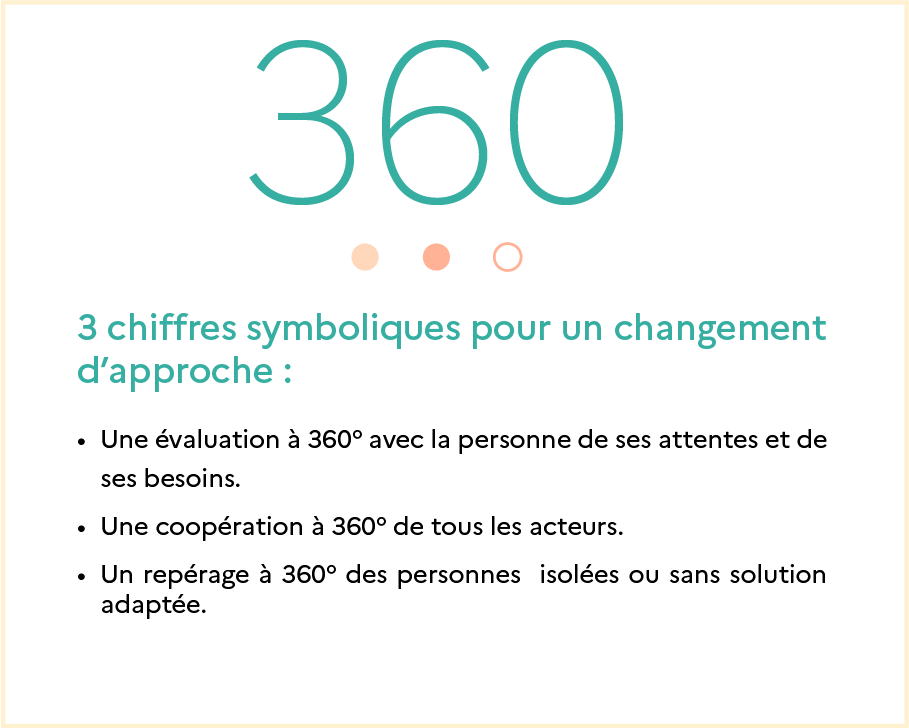 360
3 chiffres symboliques pour un changement
d’approche :
• Une évaluation à 360° avec la personne de ses attentes et de
ses besoins.
• Une coopération à 360° de tous les acteurs.
• Un repérage à 360° des personnes  isolées ou sans solution
adaptée.